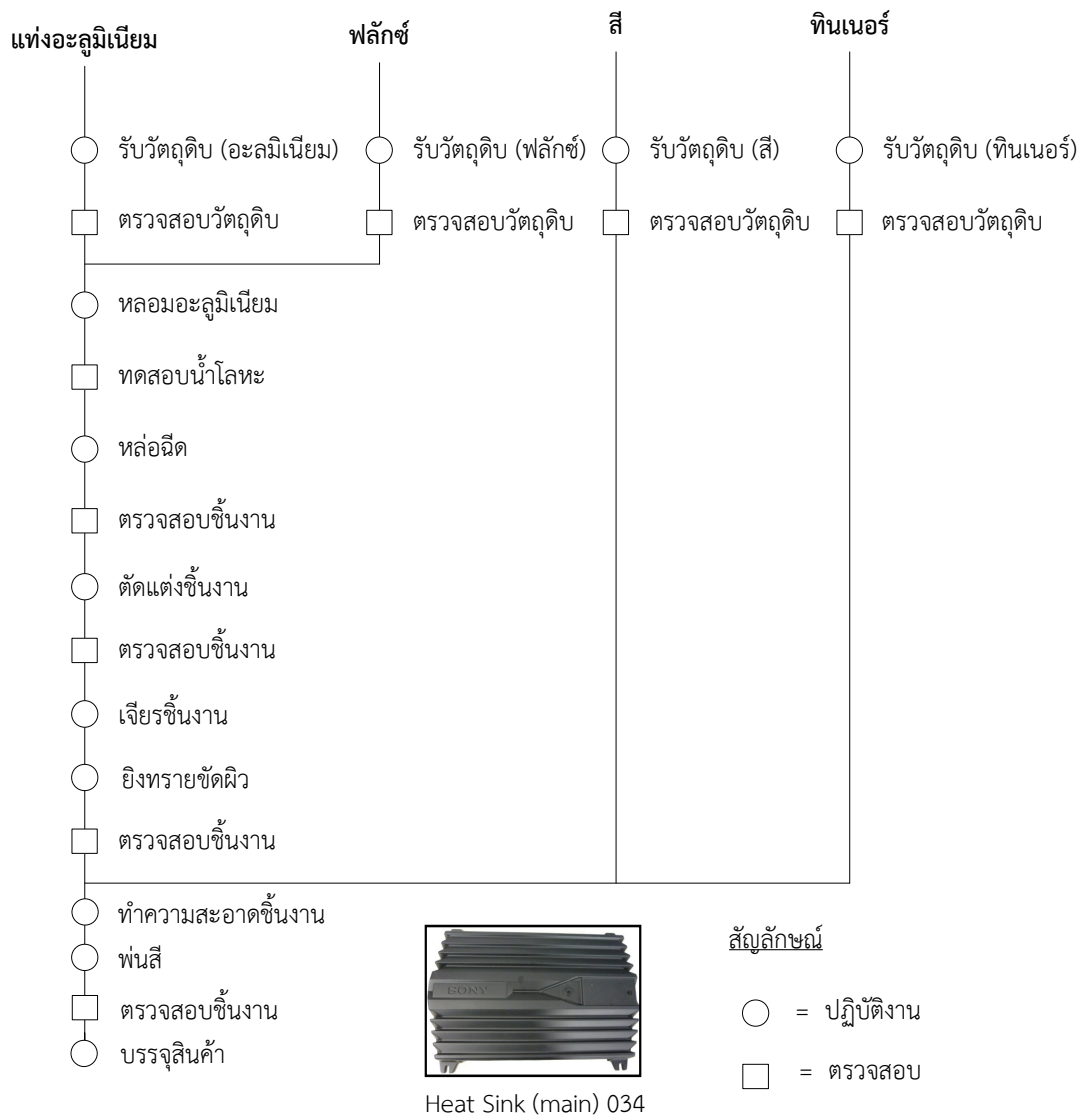 แท่งอะลูมิเนียม ฟลักซ์ สี ทินเนอร์
รับวัตถุดิบ (อะลมิเนียม) รับวัตถุดิบ (ฟลักซ์) รับวัตถุดิบ (สี) รับวัตถุดิบ (ทินเนอร์)
ตรวจสอบวัตถุดิบ ตรวจสอบวัตถุดิบ ตรวจสอบวัตถุดิบ ตรวจสอบวัตถุดิบ
หลอมอะลูมิเนียม
ทดสอบน้ำโลหะ
หล่อฉีด
ตรวจสอบชิ้นงาน
ตัดแต่งชิ้นงาน
ตรวจสอบชิ้นงาน
เจียรชิ้นงาน
ยิงทรายขัดผิว
ตรวจสอบชิ้นงาน
ทำความสะอาดชิ้นงาน
พ่นสี
ตรวจสอบชิ้นงาน
บรรจุสินค้า
SONY
Heat Sink (main) 034
สัญลักษณ์
= ปฏิบัติงาน
= ตรวจสอบ